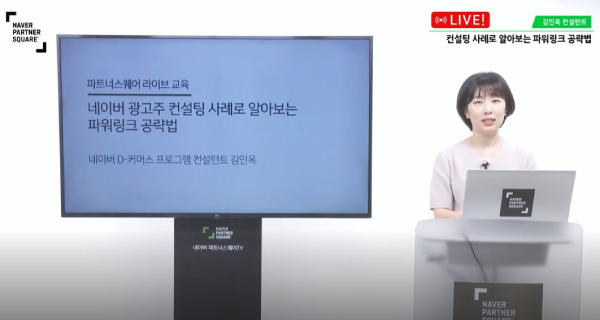 NAVER
PARTNER
SQUARE
LIVE!
김인옥 컨설턴트
컨설팅 사례로 알아보는 파워링크 공략법
파트너스퀘어 라이브 교육
네이버 광고주 컨설팅 사례로 알아보는
파워링크 공략법
네이버 D-커머스 프로그램 컨설턴트 김인옥
NAVER
PARTNER
SQUARE
네이버 파트너스퀘어TV
NAVER
PARTNER
SQUARE
NAVER
PARTNER
SQUARE